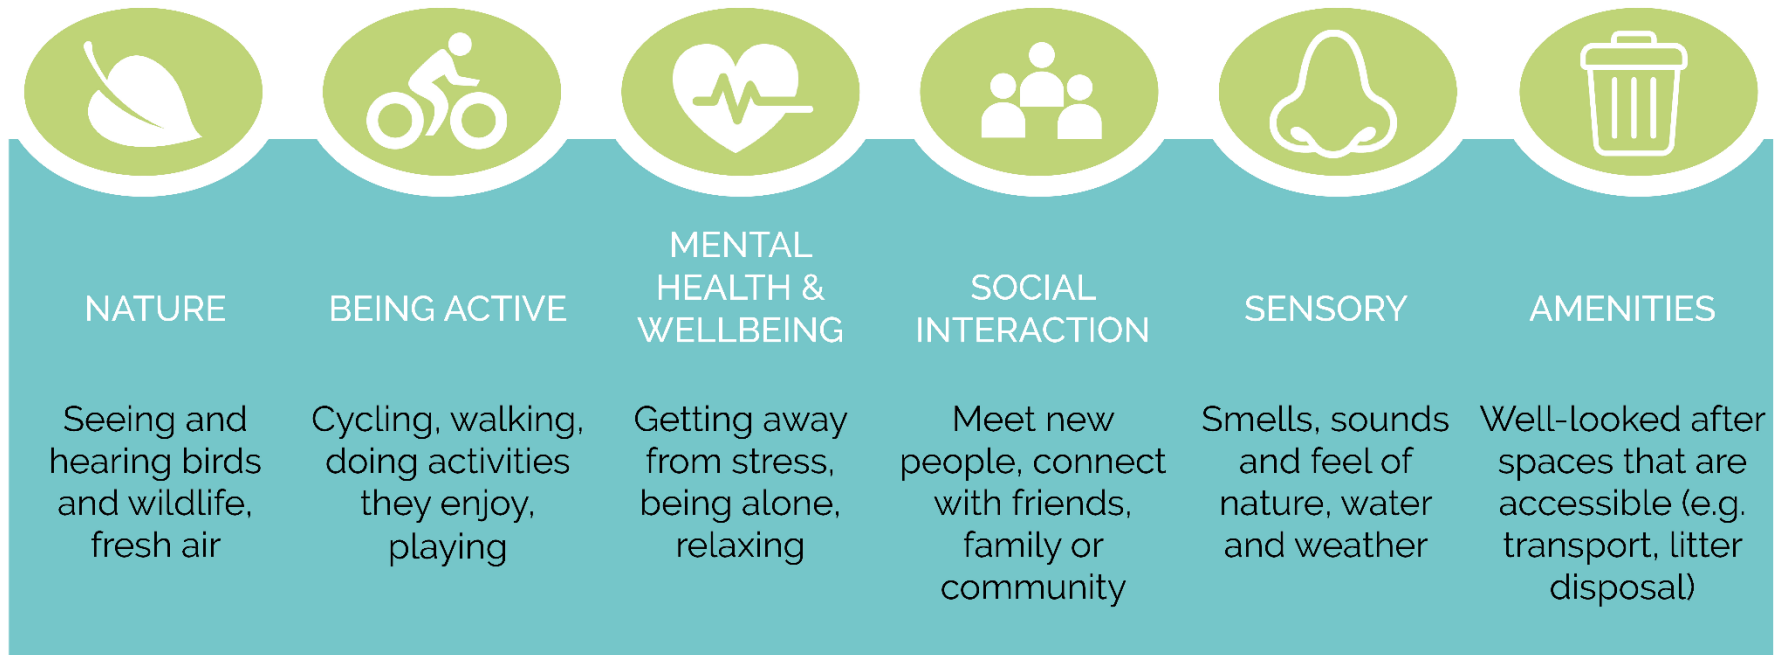 NATURE
Seeing and
hearing birds
and wildlife,
fresh air
BEING ACTIVE
Cycling, walking,
doing activities
they enjoy,
playing
MENTAL
HEALTH &
WELLBEING
Getting away
from stress,
being alone,
relaxing
SOCIAL
INTERACTION
Meet new
people, connect
with friends,
family or
community
SENSORY
Smells, sounds
and feel of
nature, water
and weather
AMENITIES
Well-looked after
spaces that are
accessible (e.g.
transport, litter
disposal)